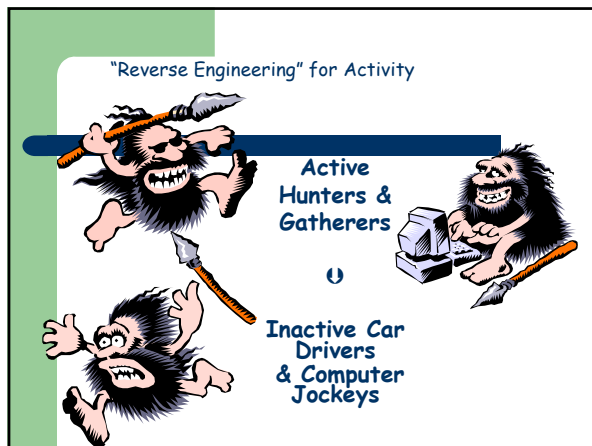 “Reverse Engineering” for Activity
Active
Hunters &
Gatherers
Inactive Car
Drivers
& Computer
Jockeys